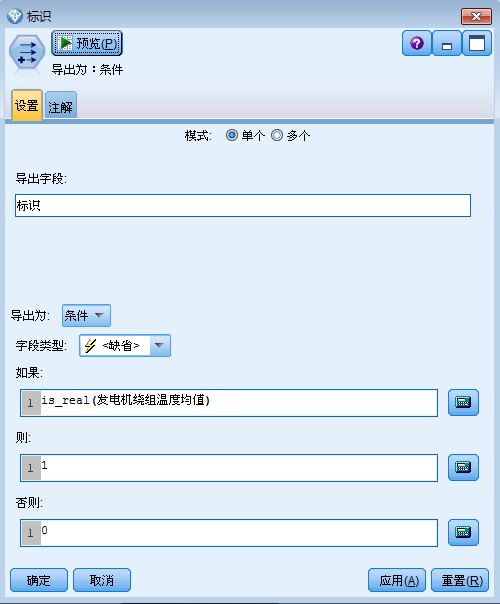 标识
预览(P)
导出为：条件
设置 注解
模式: 单个 多个
导出字段:
标识
导出为: 条件
字段类型: <缺省>
如果:
1 is_real(发电机绕组温度均值)
则:
1 1
否则:
1 0
确定 取消 应用(A) 重置(R)